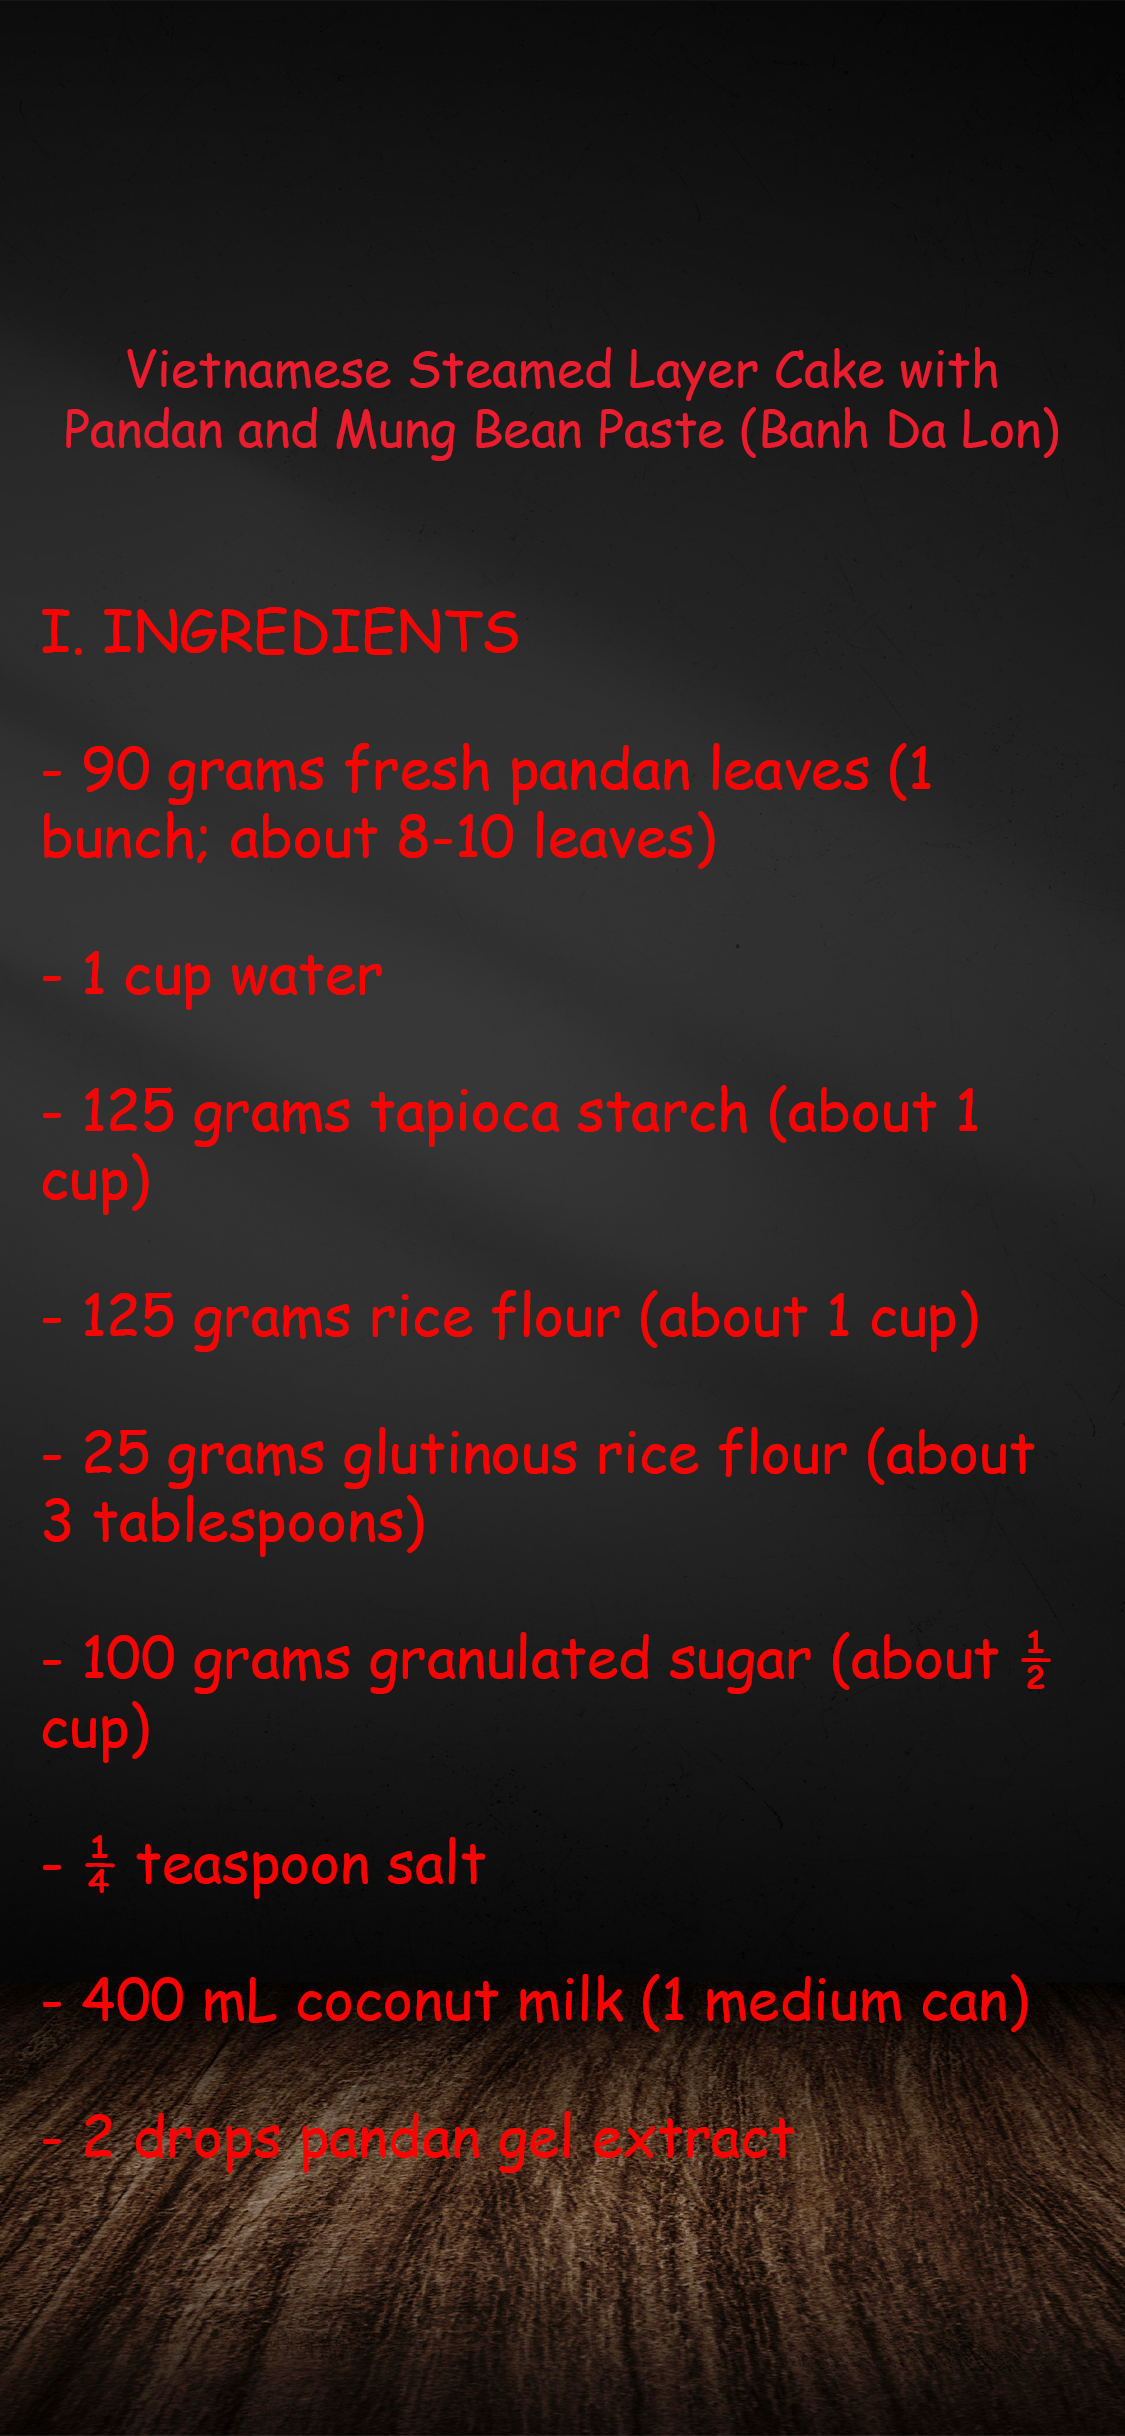 Vietnamese Steamed Layer Cake with
Pandan and Mung Bean Paste (Banh Da Lon)
I. INGREDIENTS
- 90 grams fresh pandan leaves (1
bunch; about 8-10 leaves)
- 1 cup water
- 125 grams tapioca starch (about 1
cup)
- 125 grams rice flour (about 1 cup)
- 25 grams glutinous rice flour (about
3 tablespoons)
- 100 grams granulated sugar (about ½
cup)
- ¼ teaspoon salt
- 400 mL coconut milk (1 medium can)
- 2 drops pandan gel extract